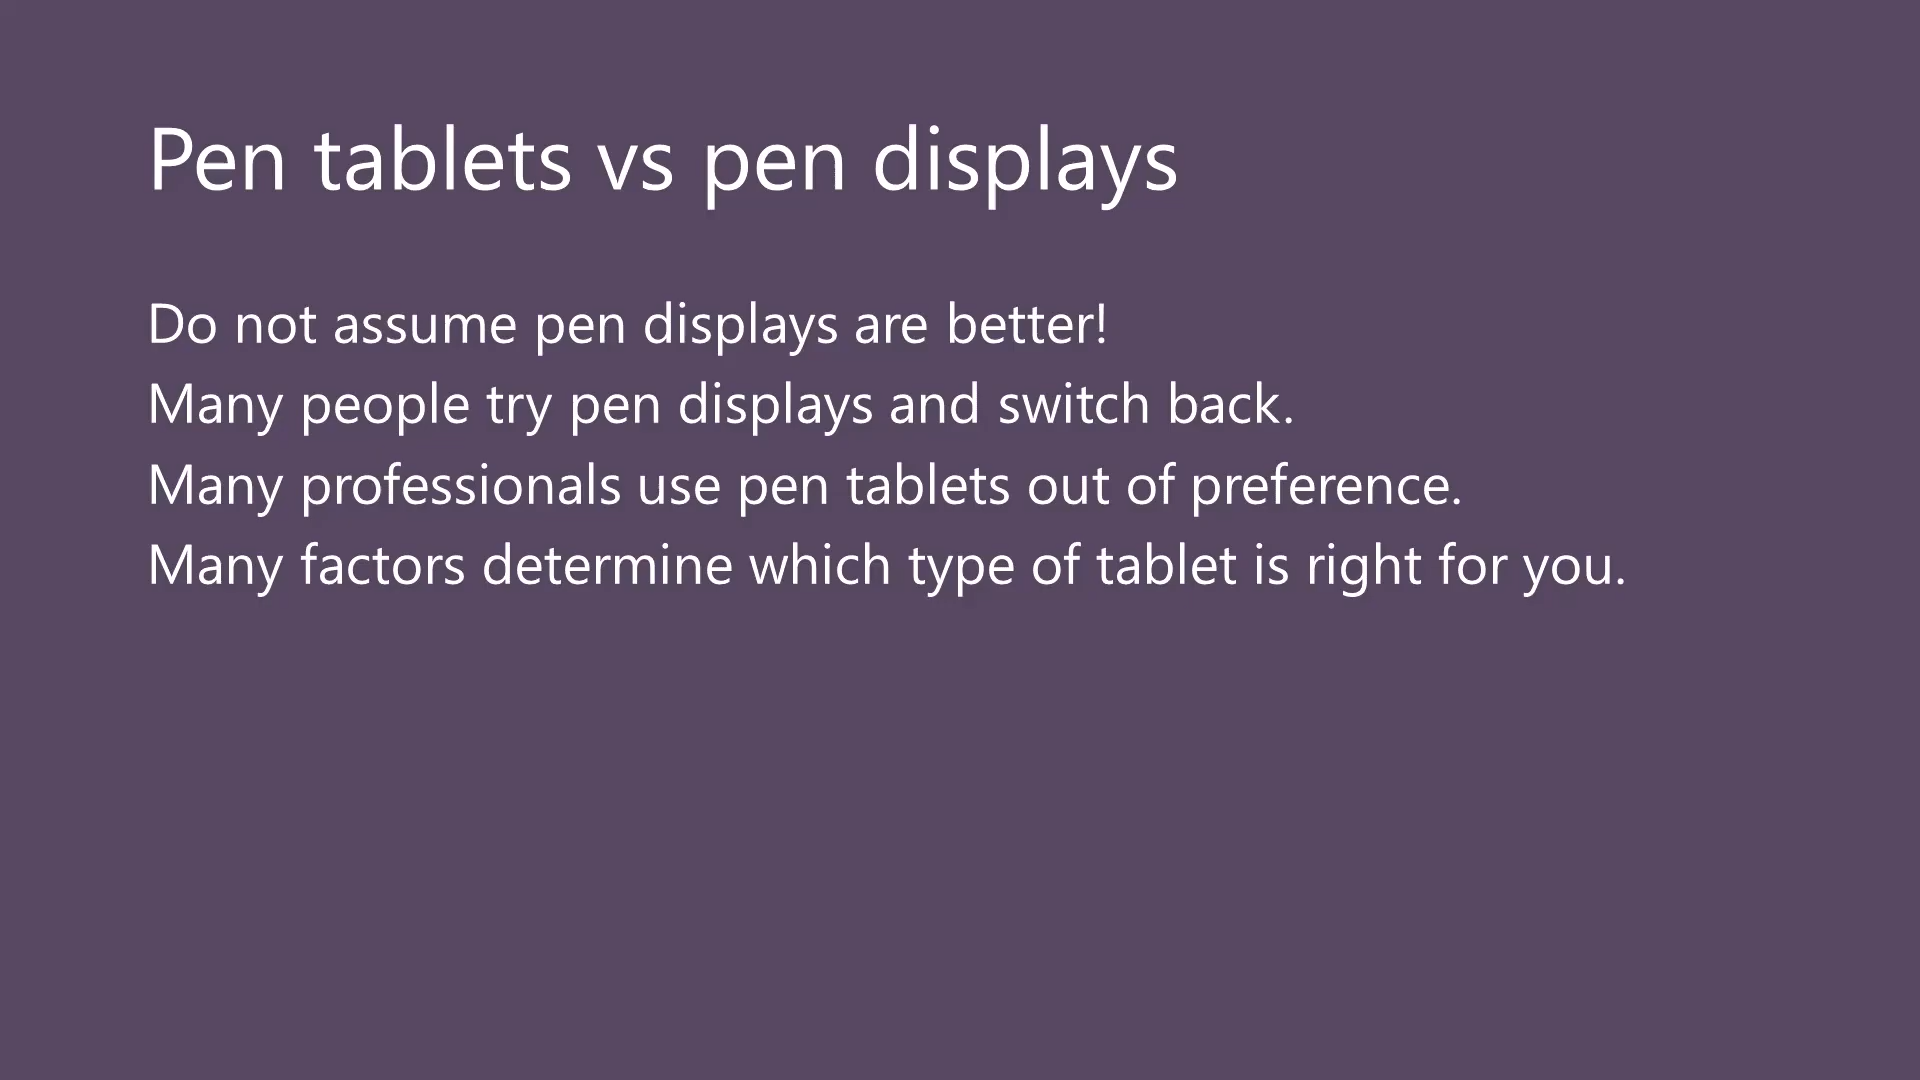 Pen tablets vs pen displays
Do not assume pen displays are better!
Many people try pen displays and switch back.
Many professionals use pen tablets out of preference.
Many factors determine which type of tablet is right for you.